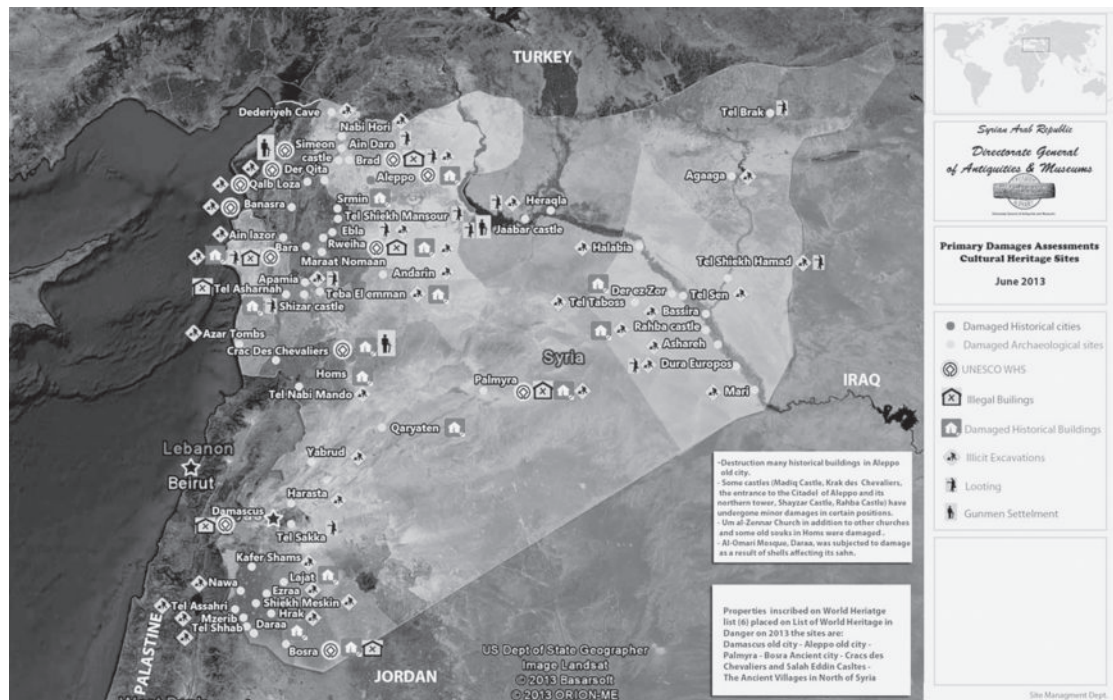 TURKEY
Dederiyeh Cave
Nabi Hori
Tel Brak
Simeon
castle
Ain Dara
Brad
Der Qita
Aleppo
Agaaga
Qalb Loza
Banasra
Srmin
Tel Shiekh Mansour
Heraqla
Jaabar castle
Ain lazor
Ebla
Bara
Rweiha
Maraat Nomaan
Halabia
Tel Shiekh Hamad
Apamia
Andarin
Tel Asharnah
Teba El emman
Der ez Zor
Tel Sen
Shizar castle
Tel Taboss
Bassira
Azar Tombs
Rahba castle
Crac Des Chevaliers
Syria
Ashareh
Dura Europos
Homs
Palmyra
IRAQ
Tel Nabi Mando
Mari
Qaryaten
Lebanon
Yabrud
Beirut
Harasta
Damascus
Tel Sakka
Kafer Shams
Nawa
Lajat
Ezraa
Tel Assahri
Shiekh Meskin
Mzerib
Hrak
Tel Shhab
Daraa
Bosra
PALASTINE
JORDAN
US Dept of State Geographer
Image Landsat
© 2013 Basarsoft
© 2013 ORION-ME
-Destruction many historical buildings in Aleppo
old city.
- Some castles (Madiq Castle, Krak des Chevaliers,
the entrance to the Citadel of Aleppo and its
northern tower, Shayzar Castle, Rahba Castle) have
undergone minor damages in certain positions.
- Um al-Zennar Church in addition to other churches
and some old souks in Homs were damaged .
- Al-Omari Mosque, Daraa, was subjected to damage
as a result of shells affecting its sahn.
Properties inscribed on World Heriatge
list (6) placed on List of World Heritage in
Danger on 2013 the sites are:
Damascus old city - Aleppo old city -
Palmyra - Bosra Ancient city - Cracs des
Chevaliers and Salah Eddin Casltes -
The Ancient Villages in North of Syria
Syrian Arab Republic
Directorate General
of Antiquities & Museums
Primary Damages Assessments
Cultural Heritage Sites
June 2013
Damaged Historical cities
Damaged Archaeological sites
UNESCO WHS
Illegal Builings
Damaged Historical Buildings
Illicit Excavations
Looting
Gunmen Settelment
Site Managment Dept.